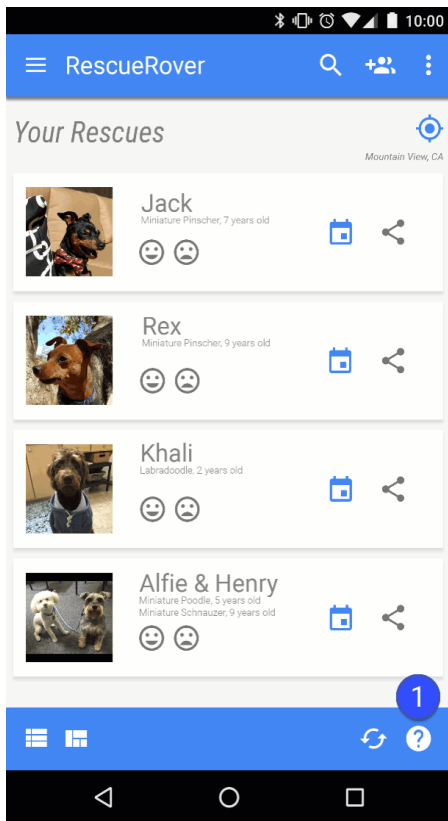 10:00
RescueRover
Your Rescues
Mountain View, CA
Jack
Miniature Pinscher, 7 years old
Rex
Miniature Pinscher, 9 years old
Khali
Labradoodle, 2 years old
Alfie & Henry
Miniature Poodle, 5 years old
Miniature Schnauzer, 9 years old
1